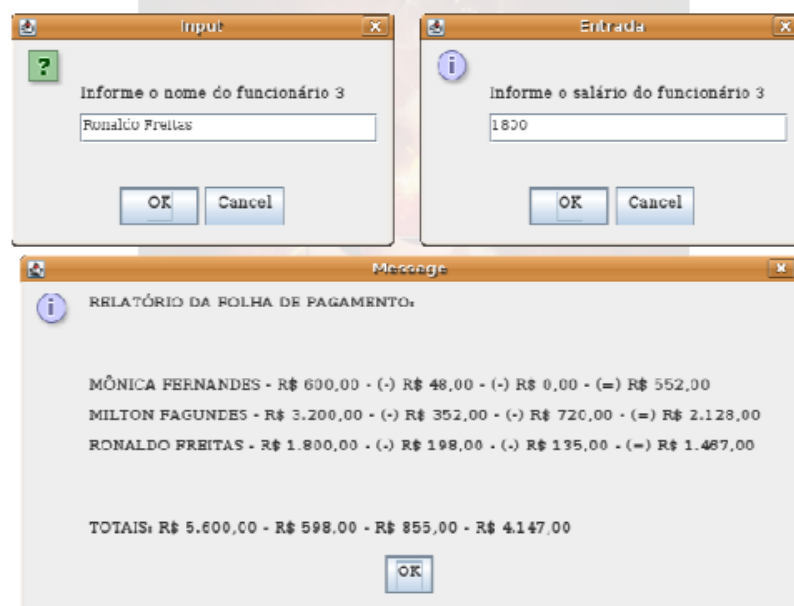 Input
Entrada
Informe o nome do funcionário 3
Informe o salário do funcionário 3
Ronaldo Freitas
1800
OK
Cancel
OK
Cancel
Message
RELATÓRIO DA FOLHA DE PAGAMENTO:
MÔNICA FERNANDES - R$ 600,00 - (-) R$ 48,00 - (-) R$ 0,00 - (=) R$ 552,00
MILTON FAGUNDES - R$ 3.200,00 - (-) R$ 352,00 - (-) R$ 720,00 - (=) R$ 2.128,00
RONALDO FREITAS - R$ 1.800,00 - (-) R$ 198,00 - (-) R$ 135,00 - (=) R$ 1.467,00
TOTAIS: R$ 5.600,00 - R$ 598,00 - R$ 855,00 - R$ 4.147,00
OK